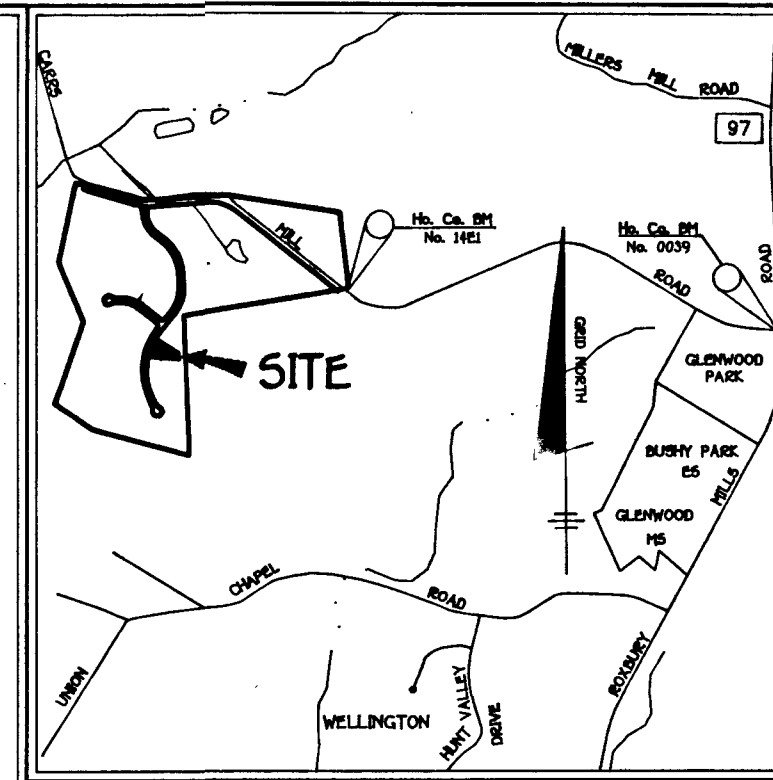 CARRS
MILLERS MILL ROAD
97
MILL
Ho. Co. BM
No. 14E1
Ho. Co. BM
No. 0039
ROAD
ROAD
GRID NORTH
SITE
GLENWOOD
PARK
BUSHY PARK
ES
MILLS
GLENWOOD
MS
CHAPEL
ROAD
UNION
ROXBURY
WELLINGTON
HUNT VALLEY
DRIVE